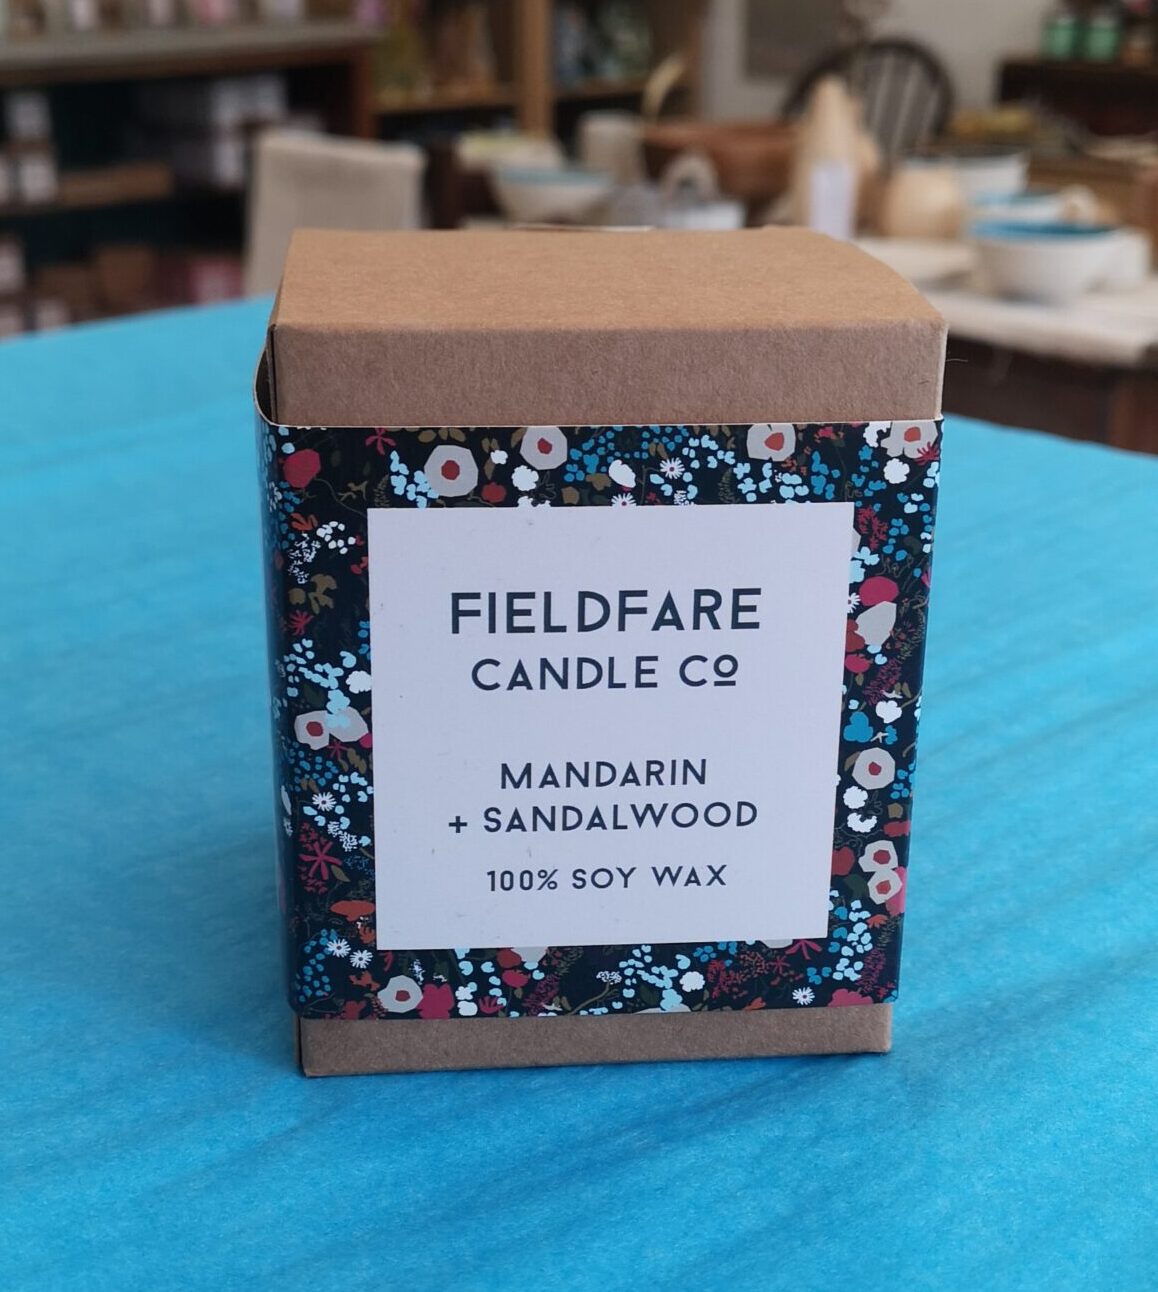 FIELDFARE
CANDLE Co
MANDARIN
+ SANDALWOOD
100% SOY WAX